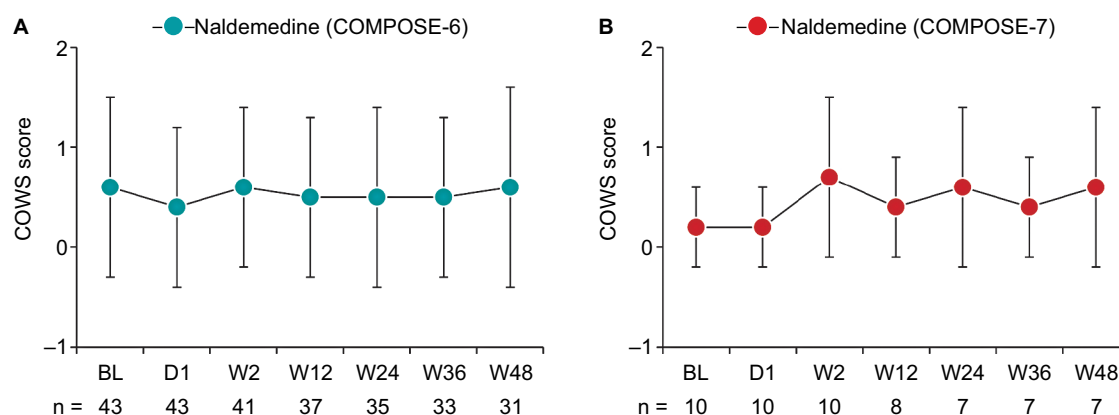 A
Naldemedine (COMPOSE-6)
2
1
0
–1
COWS score
BL D1 W2 W12 W24 W36 W48
n = 43 43 41 37 35 33 31
B
Naldemedine (COMPOSE-7)
2
1
0
–1
COWS score
BL D1 W2 W12 W24 W36 W48
n = 10 10 10 8 7 7 7